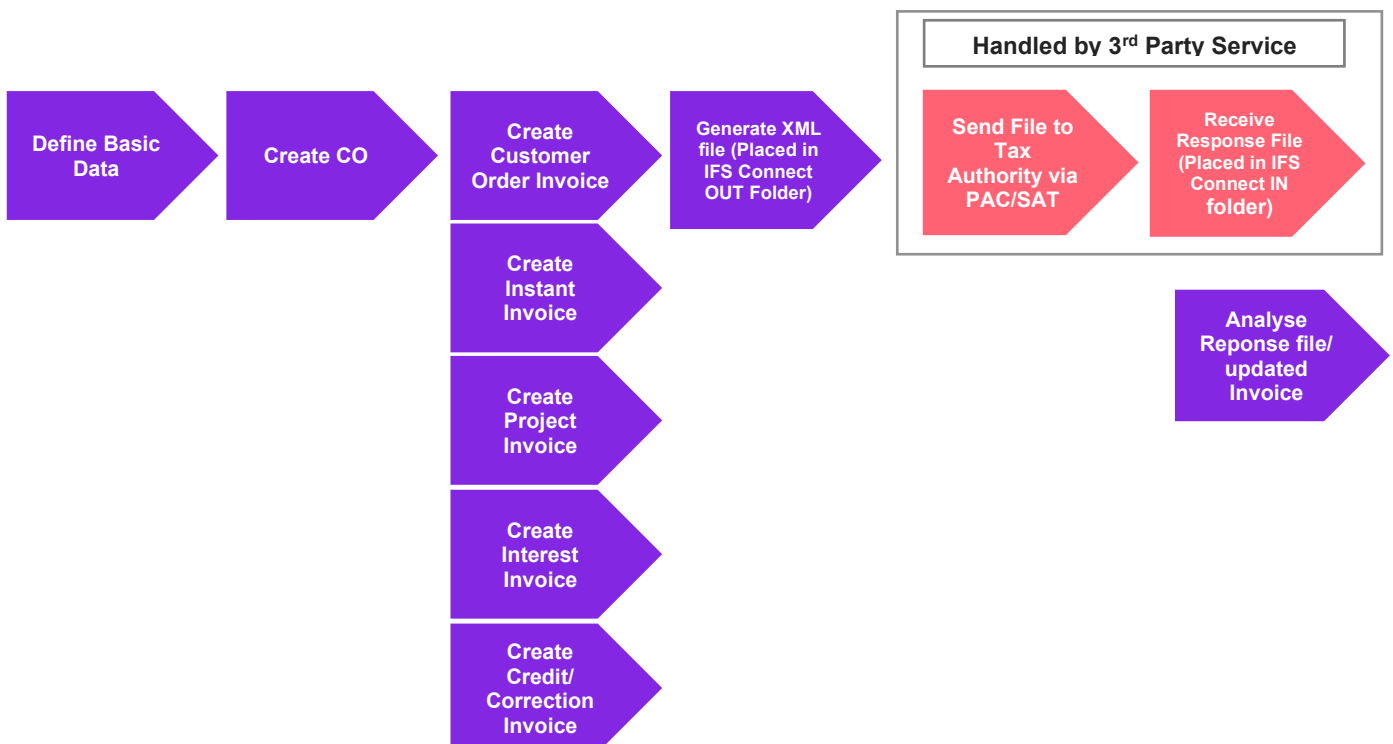 Handled by 3rd Party Service
Define Basic
Data
Create CO
Create
Customer
Order Invoice
Generate XML
file (Placed in
IFS Connect
OUT Folder)
Send File to
Tax
Authority via
PAC/SAT
Receive
Response File
(Placed in IFS
Connect IN
folder)
Create
Instant
Invoice
Analyse
Reponse file/
updated
Invoice
Create
Project
Invoice
Create
Interest
Invoice
Create
Credit/
Correction
Invoice